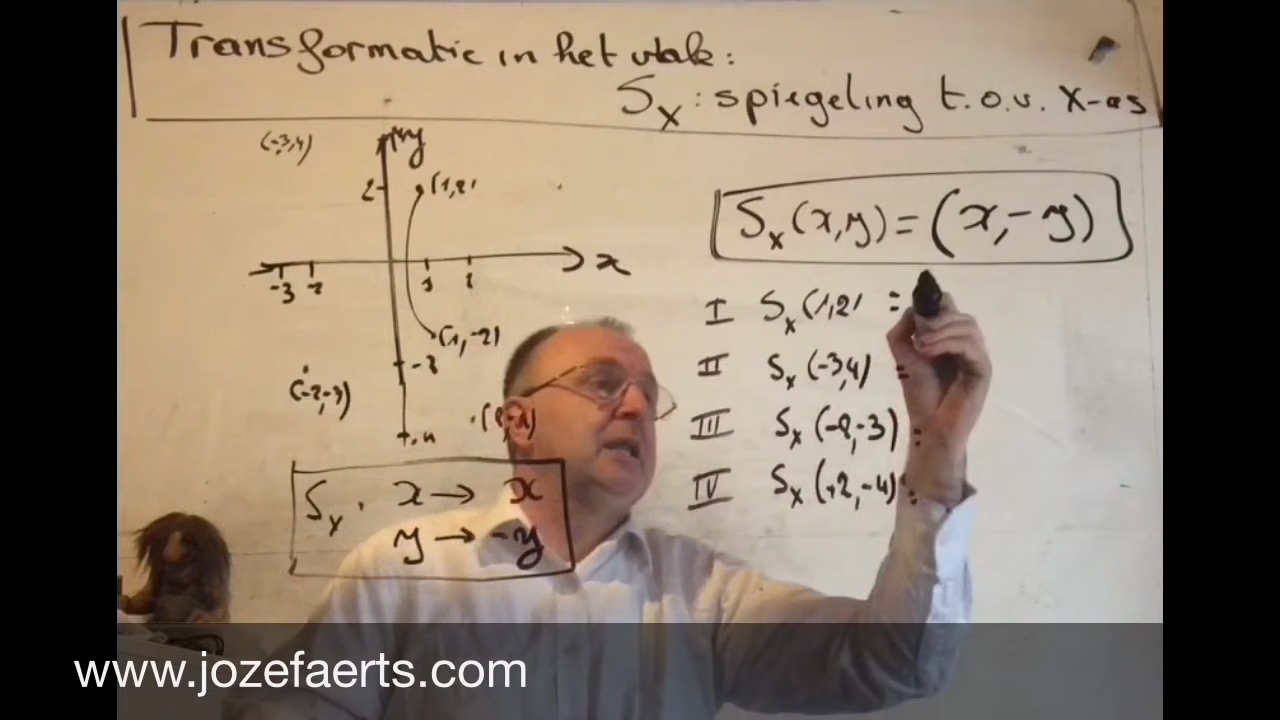 Transformatie in het vlak:
Sx: spiegeling t.o.v. X-as
(-3,4)
y
2
(1,2)
x
-3
1
2
(1,-2)
-3
(-2,-3)
Sx(x,y)=(x,-y)
I Sx(1,2) =
II Sx(-3,4) =
III Sx(-2,-3) =
IV Sx(+2,-4) =
Sx: x → x
y → -y
www.jozefaerts.com